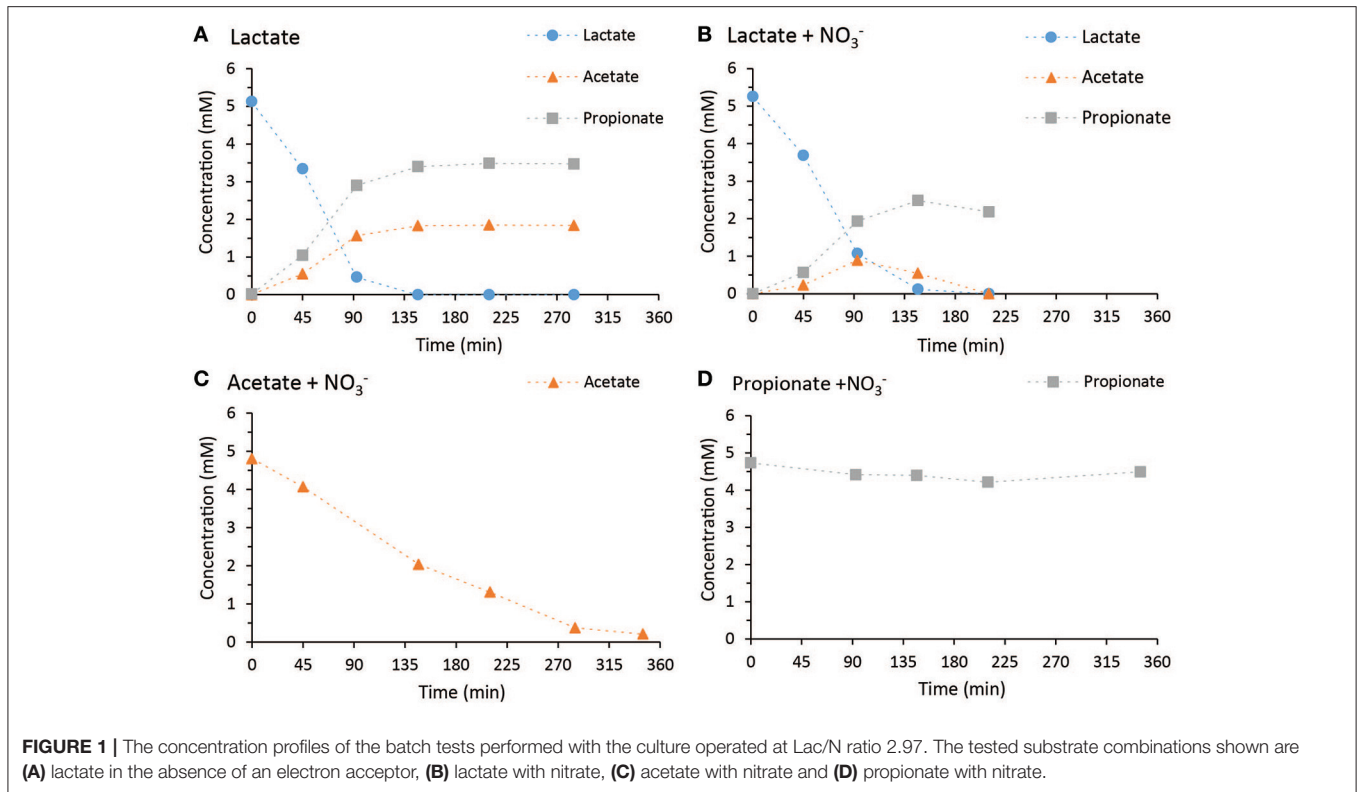 A Lactate
Lactate
Acetate
Propionate
Concentration (mM)
6
5
4
3
2
1
0
0 45 90 135 180 225 270 315 360
Time (min)
B Lactate + NO₃⁻
Lactate
Acetate
Propionate
Concentration (mM)
6
5
4
3
2
1
0
0 45 90 135 180 225 270 315 360
Time (min)
C Acetate + NO₃⁻
Acetate
Concentration (mM)
6
5
4
3
2
1
0
0 45 90 135 180 225 270 315 360
Time (min)
D Propionate +NO₃⁻
Propionate
Concentration (mM)
6
5
4
3
2
1
0
0 45 90 135 180 225 270 315 360
Time (min)
FIGURE 1 | The concentration profiles of the batch tests performed with the culture operated at Lac/N ratio 2.97. The tested substrate combinations shown are
(A) lactate in the absence of an electron acceptor, (B) lactate with nitrate, (C) acetate with nitrate and (D) propionate with nitrate.